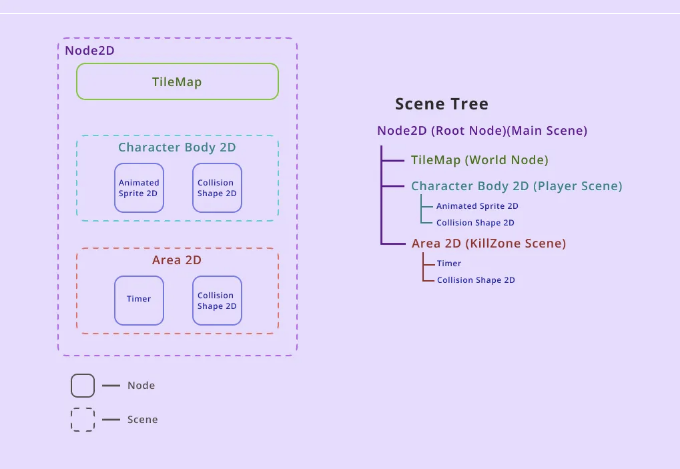 Node2D
TileMap
Character Body 2D
Animated
Sprite 2D
Collision
Shape 2D
Area 2D
Timer
Collision
Shape 2D
Node
Scene
Scene Tree
Node2D (Root Node)(Main Scene)
TileMap (World Node)
Character Body 2D (Player Scene)
Animated Sprite 2D
Collision Shape 2D
Area 2D (KillZone Scene)
Timer
Collision Shape 2D